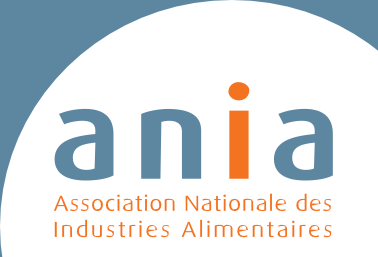 ania
Association Nationale des
Industries Alimentaires